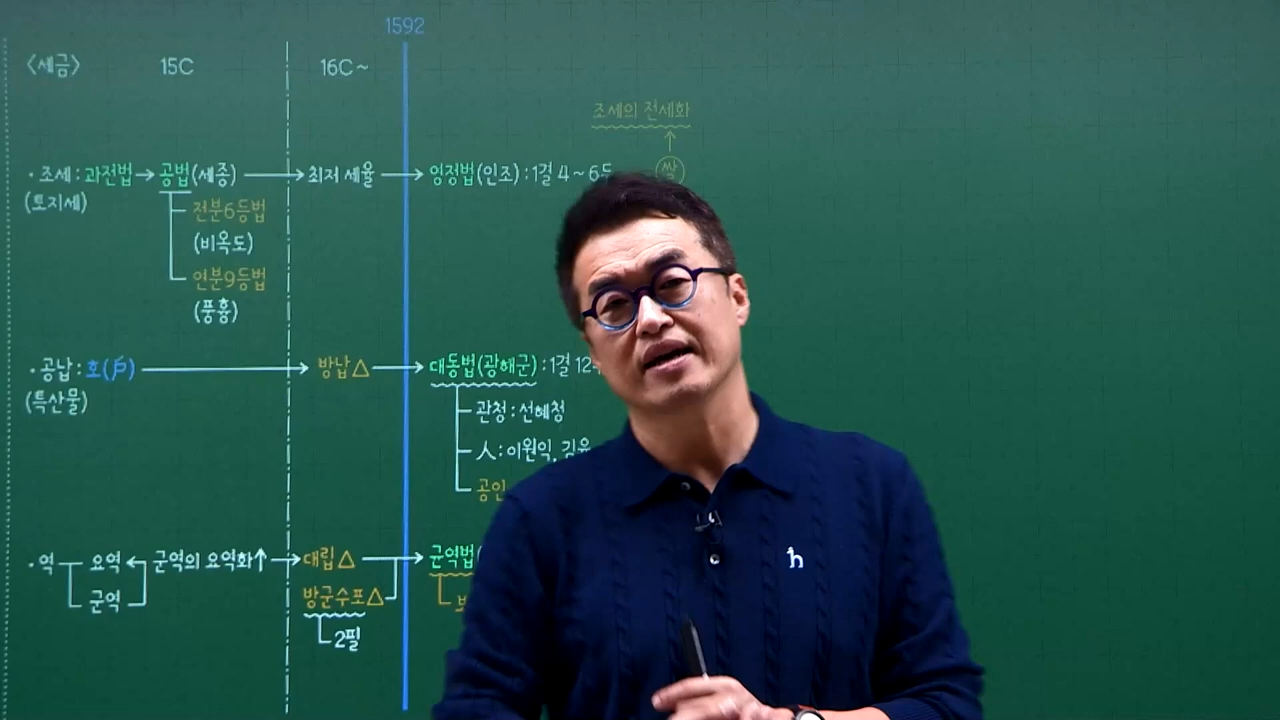 1592
〈세금〉 15C 16C~
조세의 전세화
쌀
· 조세 : 과전법 → 공법(세종) → 최저 세율 → 영정법(인조) : 1결 4~6두
(토지세)
전분6등법
(비옥도)
연분9등법
(풍흉)
· 공납 : 호(戶) → 방납△ → 대동법(광해군) : 1결 12
(특산물)
관청 : 선혜청
人 : 이원익, 김육
공인
· 역 요역 ← 군역의 요역화↑ → 대립△ → 균역법(
군역
방군수포△
2필
ħ